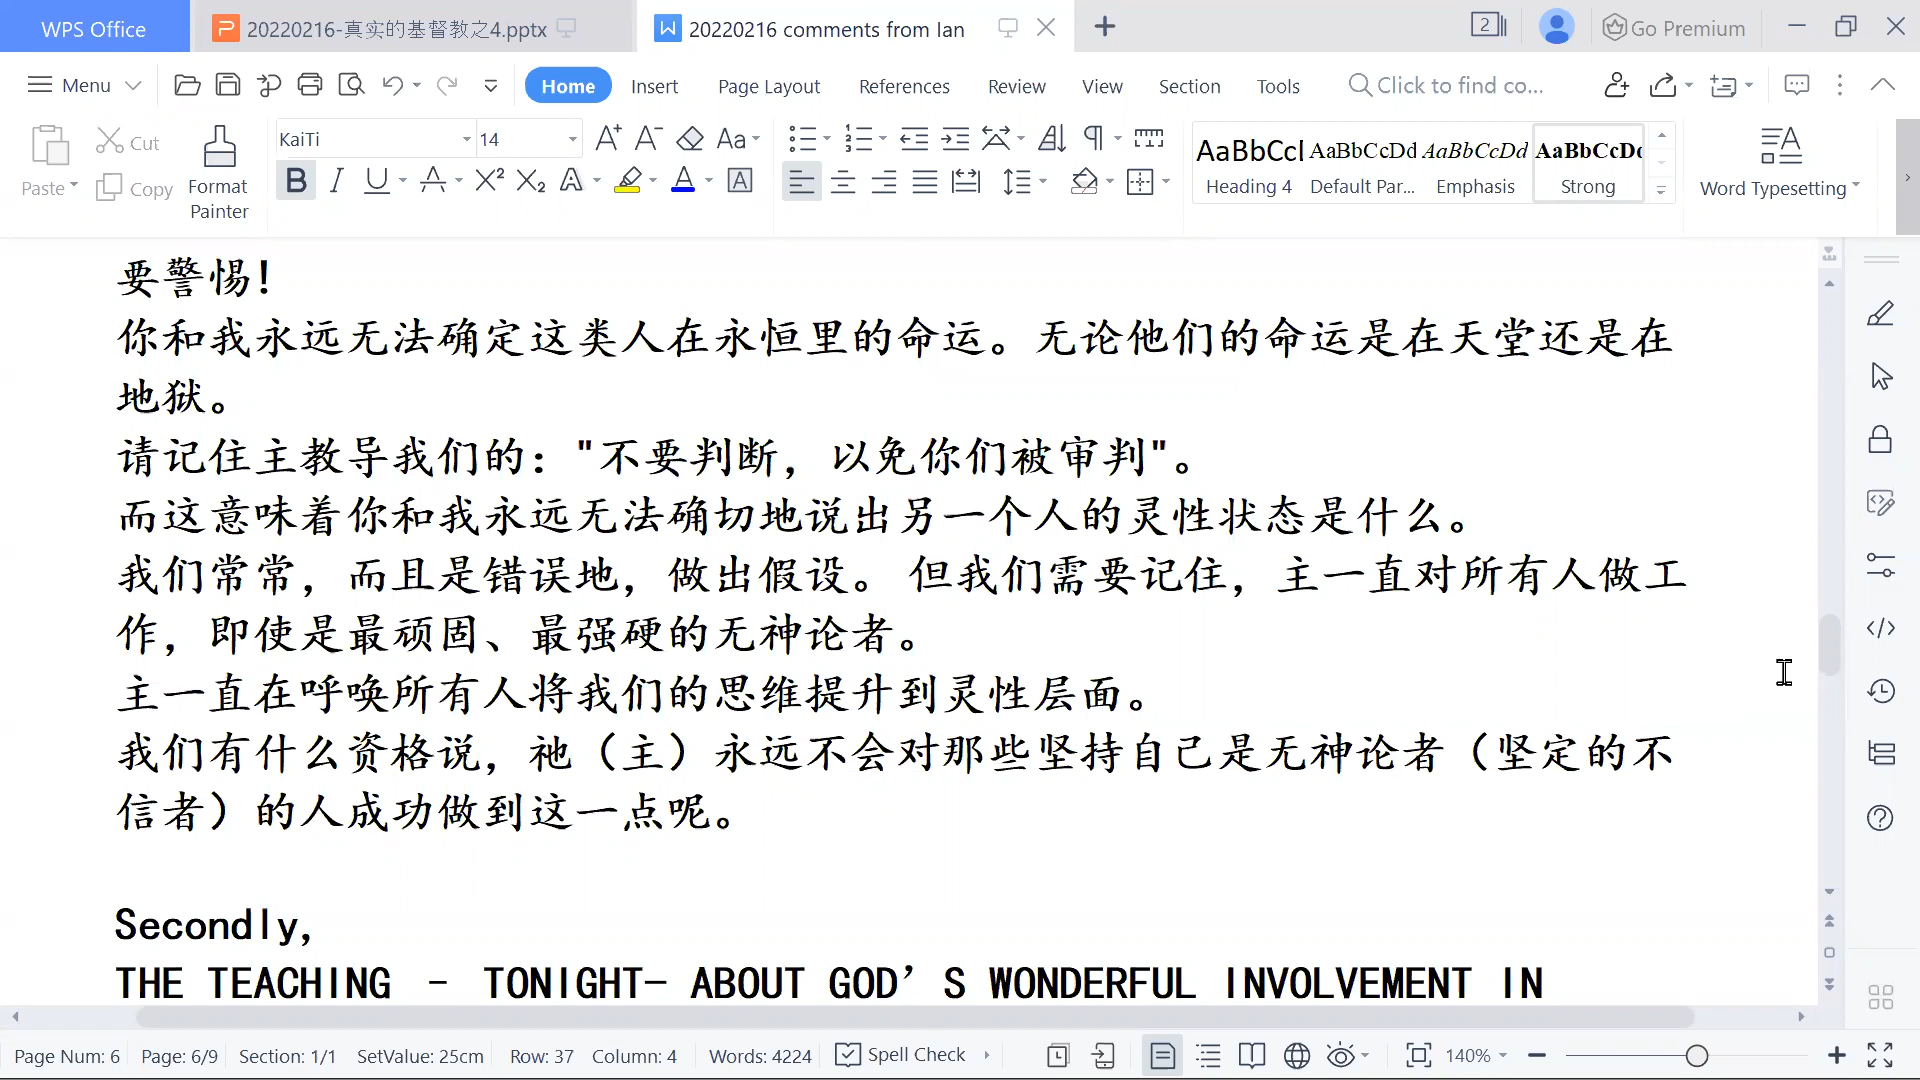 WPS Office
20220216-真实的基督教之4.pptx
20220216 comments from Ian
2
Go Premium
Menu
Home
Insert
Page Layout
References
Review
View
Section
Tools
Click to find co...
Paste
Cut
Copy
Format
Painter
KaiTi
14
AaBbCcI AaBbCcDd AaBbCcDd AaBbCcDd
Heading 4 Default Par... Emphasis Strong
Word Typesetting
要警惕！
你和我永远无法确定这类人在永恒里的命运。无论他们的命运是在天堂还是在
地狱。
请记住主教导我们的："不要判断，以免你们被审判"。
而这意味着你和我永远无法确切地说出另一个人的灵性状态是什么。
我们常常，而且是错误地，做出假设。 但我们需要记住，主一直对所有人做工
作，即使是最顽固、最强硬的无神论者。
主一直在呼唤所有人将我们的思维提升到灵性层面。
我们有什么资格说，祂（主）永远不会对那些坚持自己是无神论者（坚定的不
信者）的人成功做到这一点呢。
Secondly,
THE TEACHING - TONIGHT- ABOUT GOD’S WONDERFUL INVOLVEMENT IN
Page Num: 6 Page: 6/9 Section: 1/1 SetValue: 25cm Row: 37 Column: 4 Words: 4224 Spell Check 140%